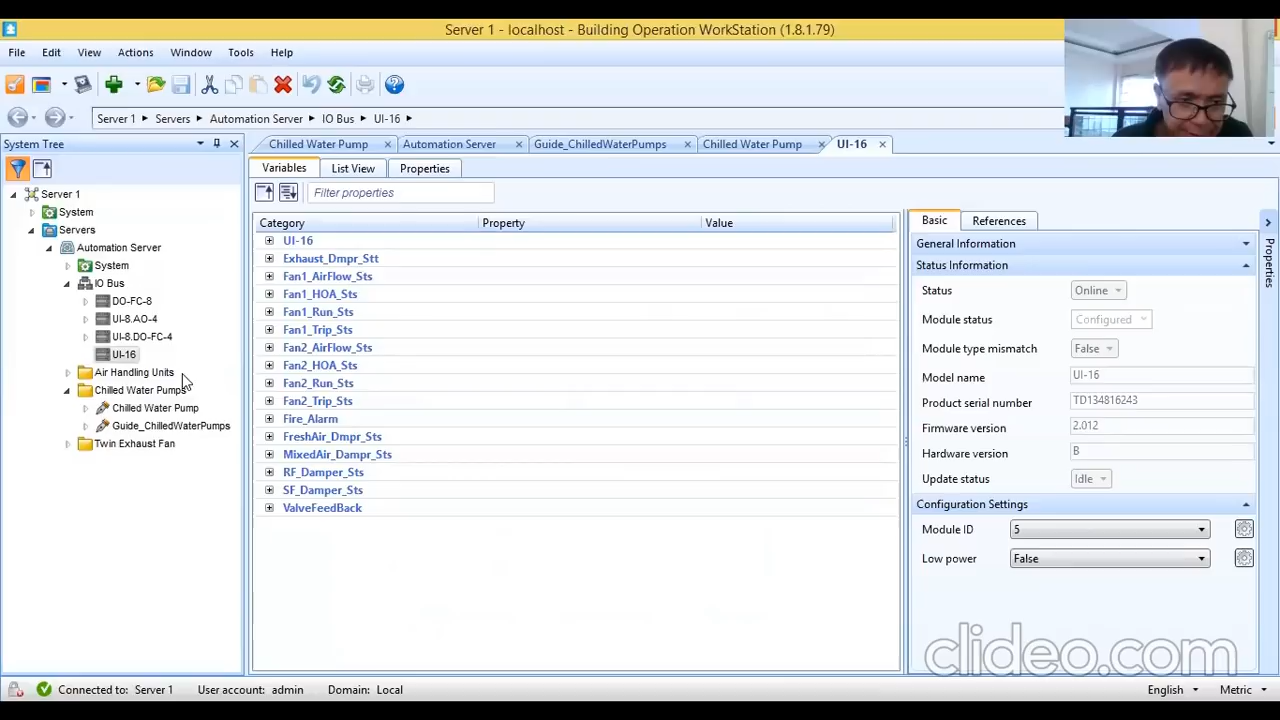 Server 1 - localhost - Building Operation WorkStation (1.8.1.79)
File Edit View Actions Window Tools Help
Server 1 Servers Automation Server IO Bus UI-16
System Tree
Chilled Water Pump Automation Server Guide_ChilledWaterPumps Chilled Water Pump UI-16
Variables List View Properties
Filter properties
Server 1
System
Servers
Automation Server
System
IO Bus
DO-FC-8
UI-8.AO-4
UI-8.DO-FC-4
UI-16
Air Handling Units
Chilled Water Pumps
Chilled Water Pump
Guide_ChilledWaterPumps
Twin Exhaust Fan
Category Property Value
UI-16
Exhaust_Dmpr_Stt
Fan1_AirFlow_Sts
Fan1_HOA_Sts
Fan1_Run_Sts
Fan1_Trip_Sts
Fan2_AirFlow_Sts
Fan2_HOA_Sts
Fan2_Run_Sts
Fan2_Trip_Sts
Fire_Alarm
FreshAir_Dmpr_Sts
MixedAir_Dampr_Sts
RF_Damper_Sts
SF_Damper_Sts
ValveFeedBack
Basic References
General Information
Status Information
Status Online
Module status Configured
Module type mismatch False
Model name UI-16
Product serial number TD134816243
Firmware version 2.012
Hardware version B
Update status Idle
Configuration Settings
Module ID 5
Low power False
Properties
clideo.com
Connected to: Server 1 User account: admin Domain: Local English Metric